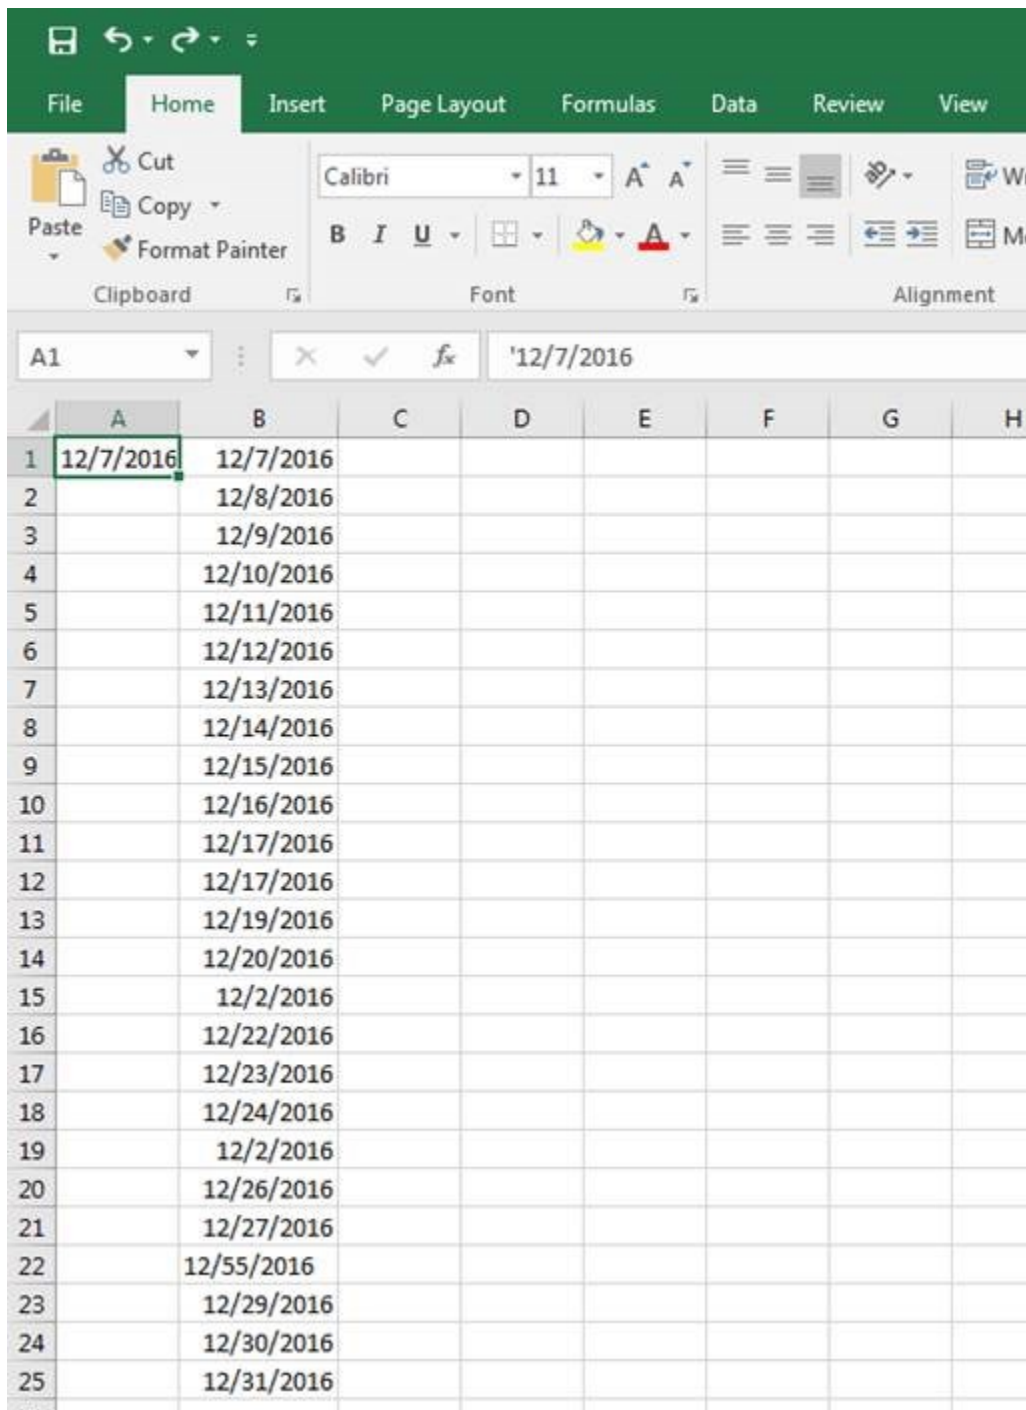 File Home Insert Page Layout Formulas Data Review View
Cut
Calibri 11 A A
Copy
Paste
B I U A
Format Painter
Clipboard Font Alignment
A1 fx '12/7/2016
A B C D E F G H
1 12/7/2016 12/7/2016
2 12/8/2016
3 12/9/2016
4 12/10/2016
5 12/11/2016
6 12/12/2016
7 12/13/2016
8 12/14/2016
9 12/15/2016
10 12/16/2016
11 12/17/2016
12 12/17/2016
13 12/19/2016
14 12/20/2016
15 12/2/2016
16 12/22/2016
17 12/23/2016
18 12/24/2016
19 12/2/2016
20 12/26/2016
21 12/27/2016
22 12/55/2016
23 12/29/2016
24 12/30/2016
25 12/31/2016